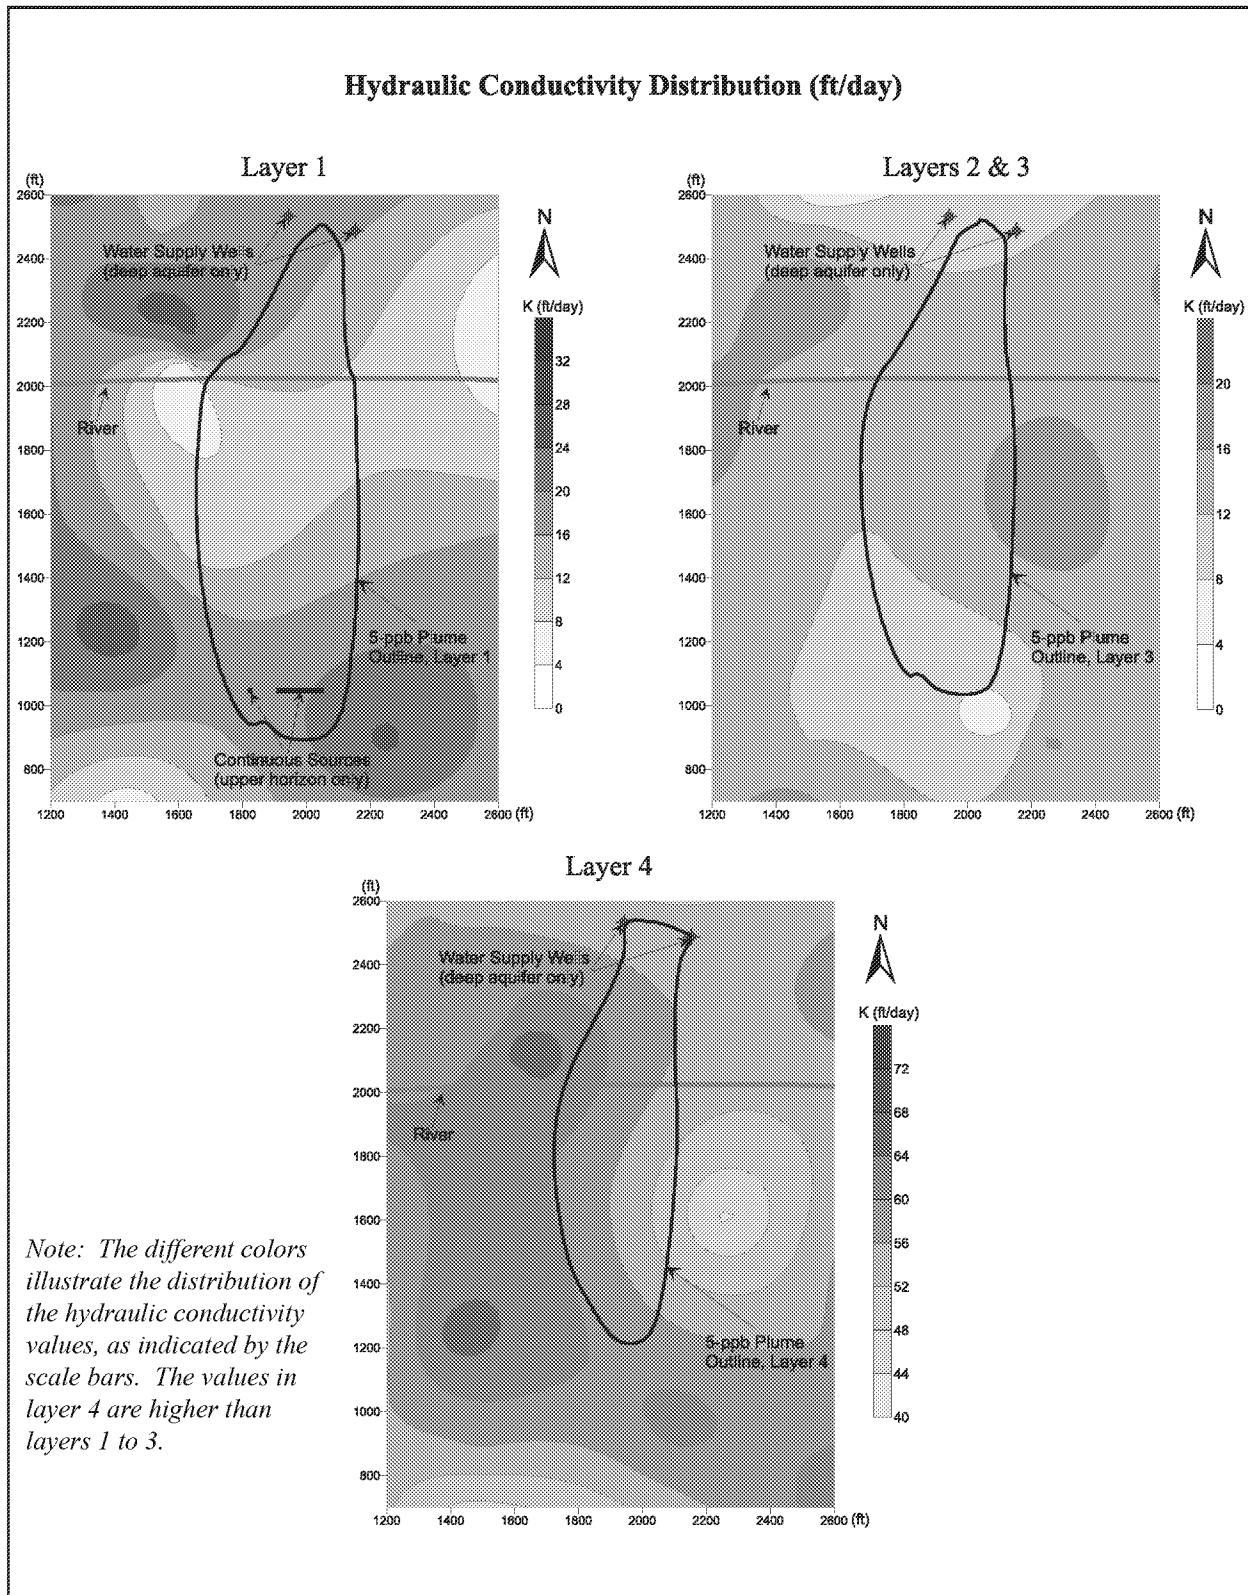 Hydraulic Conductivity Distribution (ft/day)
Layer 1
(ft)
2600
2400
2200
2000
1800
1600
1400
1200
1000
800
1200 1400 1600 1800 2000 2200 2400 2600 (ft)
Water Supply Wells
(deep aquifer only)
River
5-ppb Plume
Outline, Layer 1
Continuous Sources
(upper horizon only)
N
K (ft/day)
32
28
24
20
16
12
8
4
0
Layers 2 & 3
(ft)
2600
2400
2200
2000
1800
1600
1400
1200
1000
800
1200 1400 1600 1800 2000 2200 2400 2600 (ft)
Water Supply Wells
(deep aquifer only)
River
5-ppb Plume
Outline, Layer 3
N
K (ft/day)
20
16
12
8
4
0
Layer 4
(ft)
2600
2400
2200
2000
1800
1600
1400
1200
1000
800
1200 1400 1600 1800 2000 2200 2400 2600 (ft)
Water Supply Wells
(deep aquifer only)
River
5-ppb Plume
Outline, Layer 4
N
K (ft/day)
72
68
64
60
56
52
48
44
40
Note: The different colors
illustrate the distribution of
the hydraulic conductivity
values, as indicated by the
scale bars. The values in
layer 4 are higher than
layers 1 to 3.